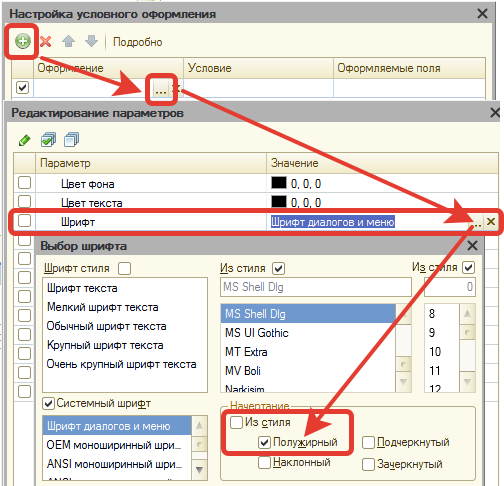 Настройка условного оформления
Подробно
Оформление Условие Оформляемые поля
...
Редактирование параметров
Параметр Значение
Цвет фона 0, 0, 0
Цвет текста 0, 0, 0
Шрифт Шрифт диалогов и меню ...
Выбор шрифта
Шрифт стиля Из стиля Из стиля
MS Shell Dlg 0
Шрифт текста MS Shell Dlg 8
Мелкий шрифт текста MS UI Gothic 9
Обычный шрифт текста MT Extra 10
Крупный шрифт текста MV Boli 11
Очень крупный шрифт текста Narkisim 12
Системный шрифт Начертание
Шрифт диалогов и меню Из стиля
OEM моноширинный шри... Полужирный Подчеркнутый
ANSI моноширинный шри... Наклонный Зачеркнутый